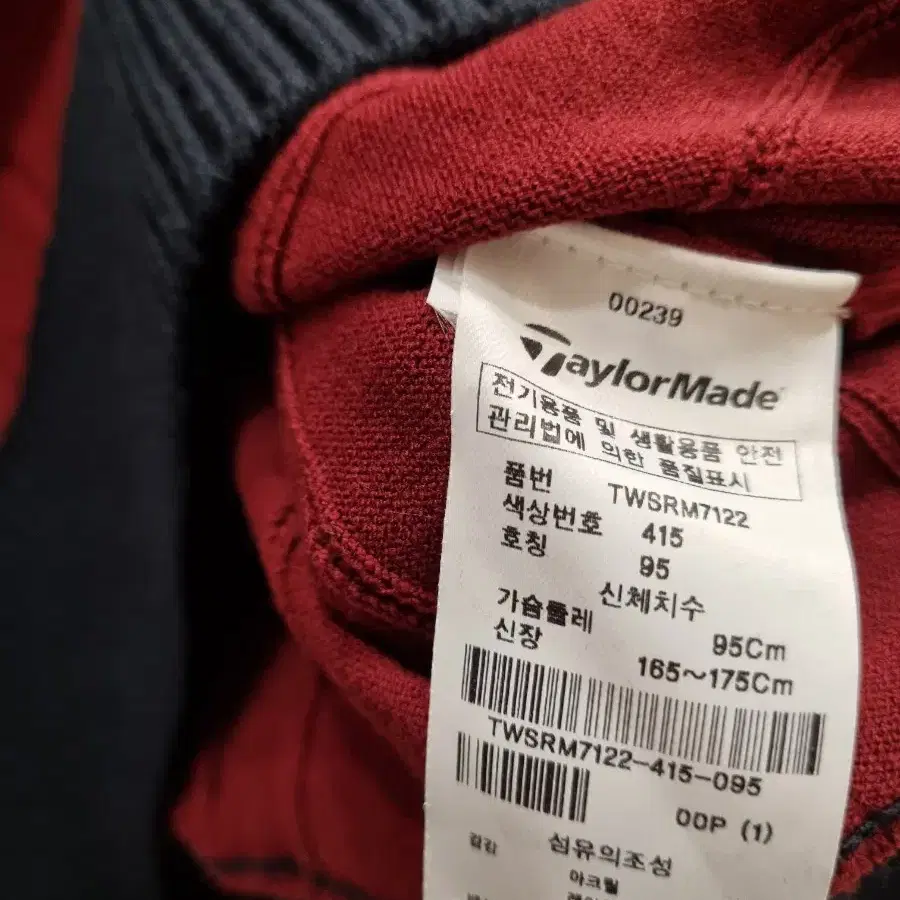 00239
TaylorMade
전기용품 및 생활용품 안전
관리법에 의한 품질표시
품번 TWSRM7122
색상번호 415
호칭 95
신체치수
가슴둘레 95Cm
신장 165~175Cm
TWSRM7122-415-095
00P (1)
겉감 섬유의조성
아크릴